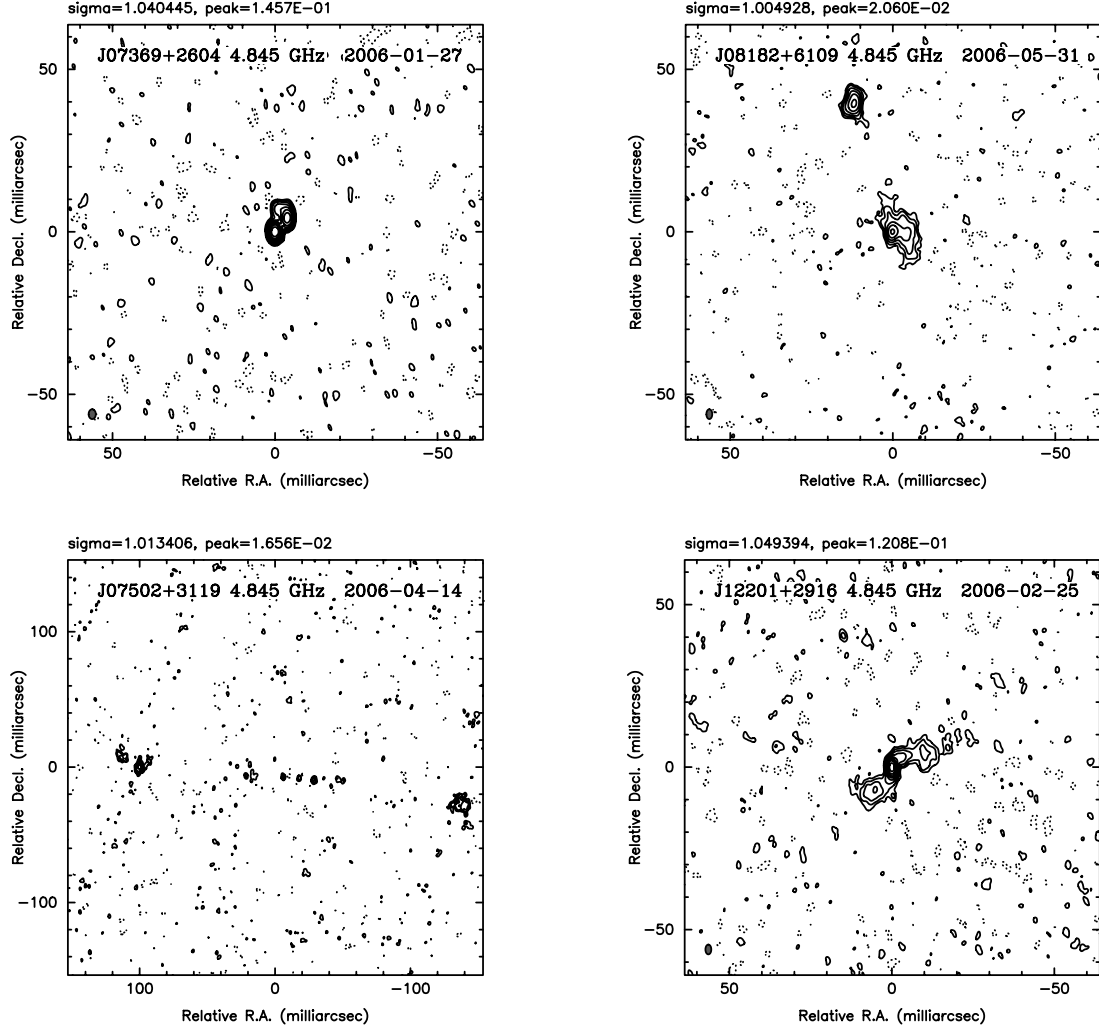 sigma=1.040445, peak=1.457E−01
J07369+2604 4.845 GHz 2006−01−27
50
0
−50
Relative Decl. (milliarcsec)
50 0 −50
Relative R.A. (milliarcsec)
sigma=1.004928, peak=2.060E−02
J08182+6109 4.845 GHz 2006−05−31
50
0
−50
Relative Decl. (milliarcsec)
50 0 −50
Relative R.A. (milliarcsec)
sigma=1.013406, peak=1.656E−02
J07502+3119 4.845 GHz 2006−04−14
100
0
−100
Relative Decl. (milliarcsec)
100 0 −100
Relative R.A. (milliarcsec)
sigma=1.049394, peak=1.208E−01
J12201+2916 4.845 GHz 2006−02−25
50
0
−50
Relative Decl. (milliarcsec)
50 0 −50
Relative R.A. (milliarcsec)